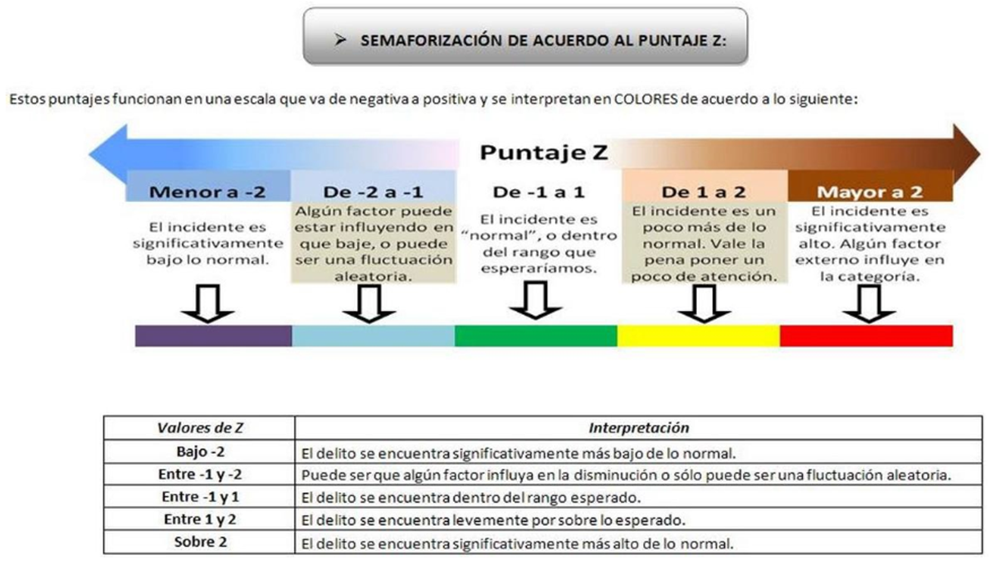 ➢ SEMAFORIZACIÓN DE ACUERDO AL PUNTAJE Z:
Estos puntajes funcionan en una escala que va de negativa a positiva y se interpretan en COLORES de acuerdo a lo siguiente:
Puntaje Z
Menor a -2
El incidente es
significativamente
bajo lo normal.
De -2 a -1
Algún factor puede
estar influyendo en
que baje, o puede
ser una fluctuación
aleatoria.
De -1 a 1
El incidente es
“normal”, o dentro
del rango que
esperaríamos.
De 1 a 2
El incidente es un
poco más de lo
normal. Vale la
pena poner un
poco de atención.
Mayor a 2
El incidente es
significativamente
alto. Algún factor
externo influye en
la categoría.
Valores de Z Interpretación
Bajo -2 El delito se encuentra significativamente más bajo de lo normal.
Entre -1 y -2 Puede ser que algún factor influya en la disminución o sólo puede ser una fluctuación aleatoria.
Entre -1 y 1 El delito se encuentra dentro del rango esperado.
Entre 1 y 2 El delito se encuentra levemente por sobre lo esperado.
Sobre 2 El delito se encuentra significativamente más alto de lo normal.